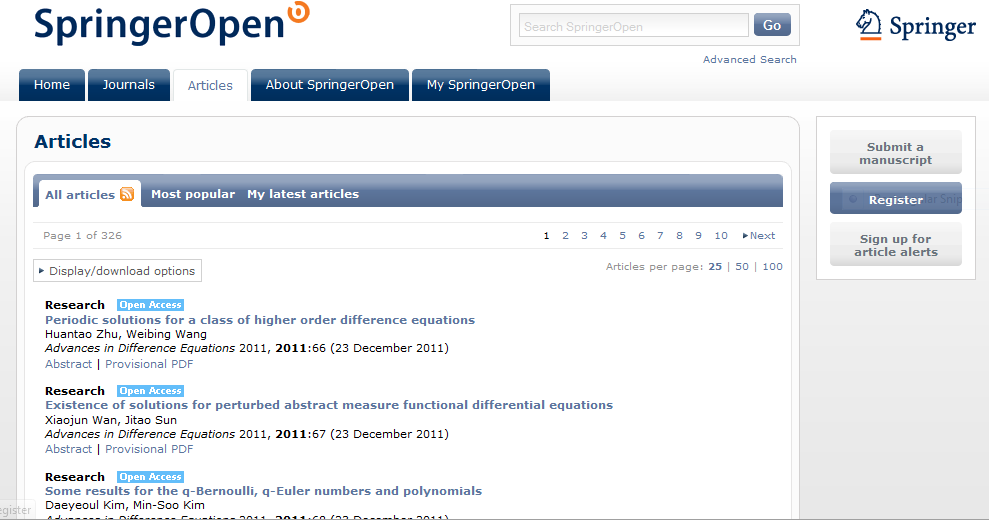 SpringerOpen
Search SpringerOpen
Go
Springer
Advanced Search
Home
Journals
Articles
About SpringerOpen
My SpringerOpen
Articles
All articles
Most popular
My latest articles
Page 1 of 326
1 2 3 4 5 6 7 8 9 10 Next
Display/download options
Articles per page: 25 | 50 | 100
Research Open Access
Periodic solutions for a class of higher order difference equations
Huantao Zhu, Weibing Wang
Advances in Difference Equations 2011, 2011:66 (23 December 2011)
Abstract | Provisional PDF
Research Open Access
Existence of solutions for perturbed abstract measure functional differential equations
Xiaojun Wan, Jitao Sun
Advances in Difference Equations 2011, 2011:67 (23 December 2011)
Abstract | Provisional PDF
Research Open Access
Some results for the q-Bernoulli, q-Euler numbers and polynomials
Daeyeoul Kim, Min-Soo Kim
Advances in Difference Equations 2011, 2011:68 (23 December 2011)
Submit a
manuscript
Register
Sign up for
article alerts